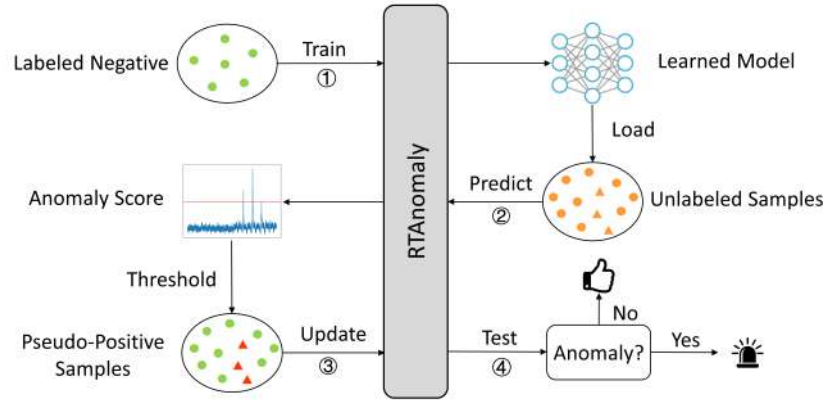 Labeled Negative
Train
①
Learned Model
Load
Anomaly Score
RTAnomaly
Predict
②
Unlabeled Samples
Threshold
Pseudo-Positive
Samples
Update
③
Test
④
Anomaly?
No
Yes